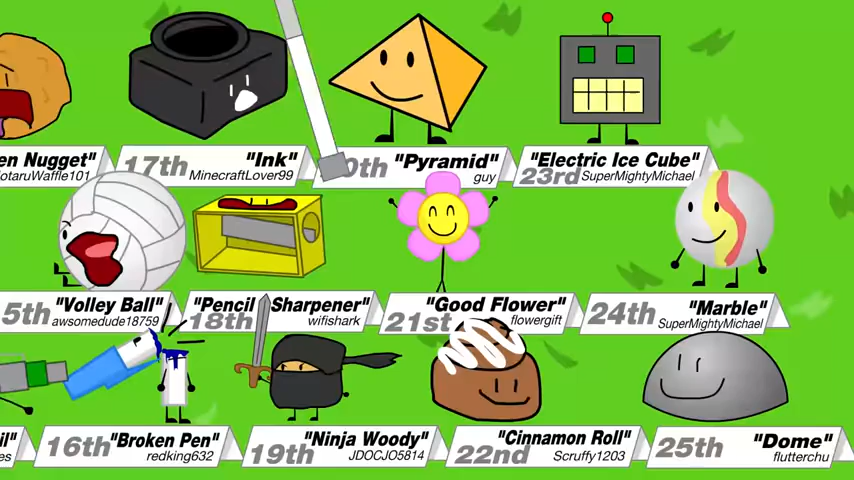 en Nugget"
otaruWaffle101
17th "Ink"
MinecraftLover99
0th "Pyramid"
guy
"Electric Ice Cube"
23rd SuperMightyMichael
5th "Volley Ball"
awsomedude18759
"Pencil Sharpener"
18th wifishark
"Good Flower"
21st flowergift
24th "Marble"
SuperMightyMichael
il"
es
16th "Broken Pen"
redking632
19th "Ninja Woody"
JDOCJO5814
"Cinnamon Roll"
22nd Scruffy1203
25th "Dome"
flutterchu